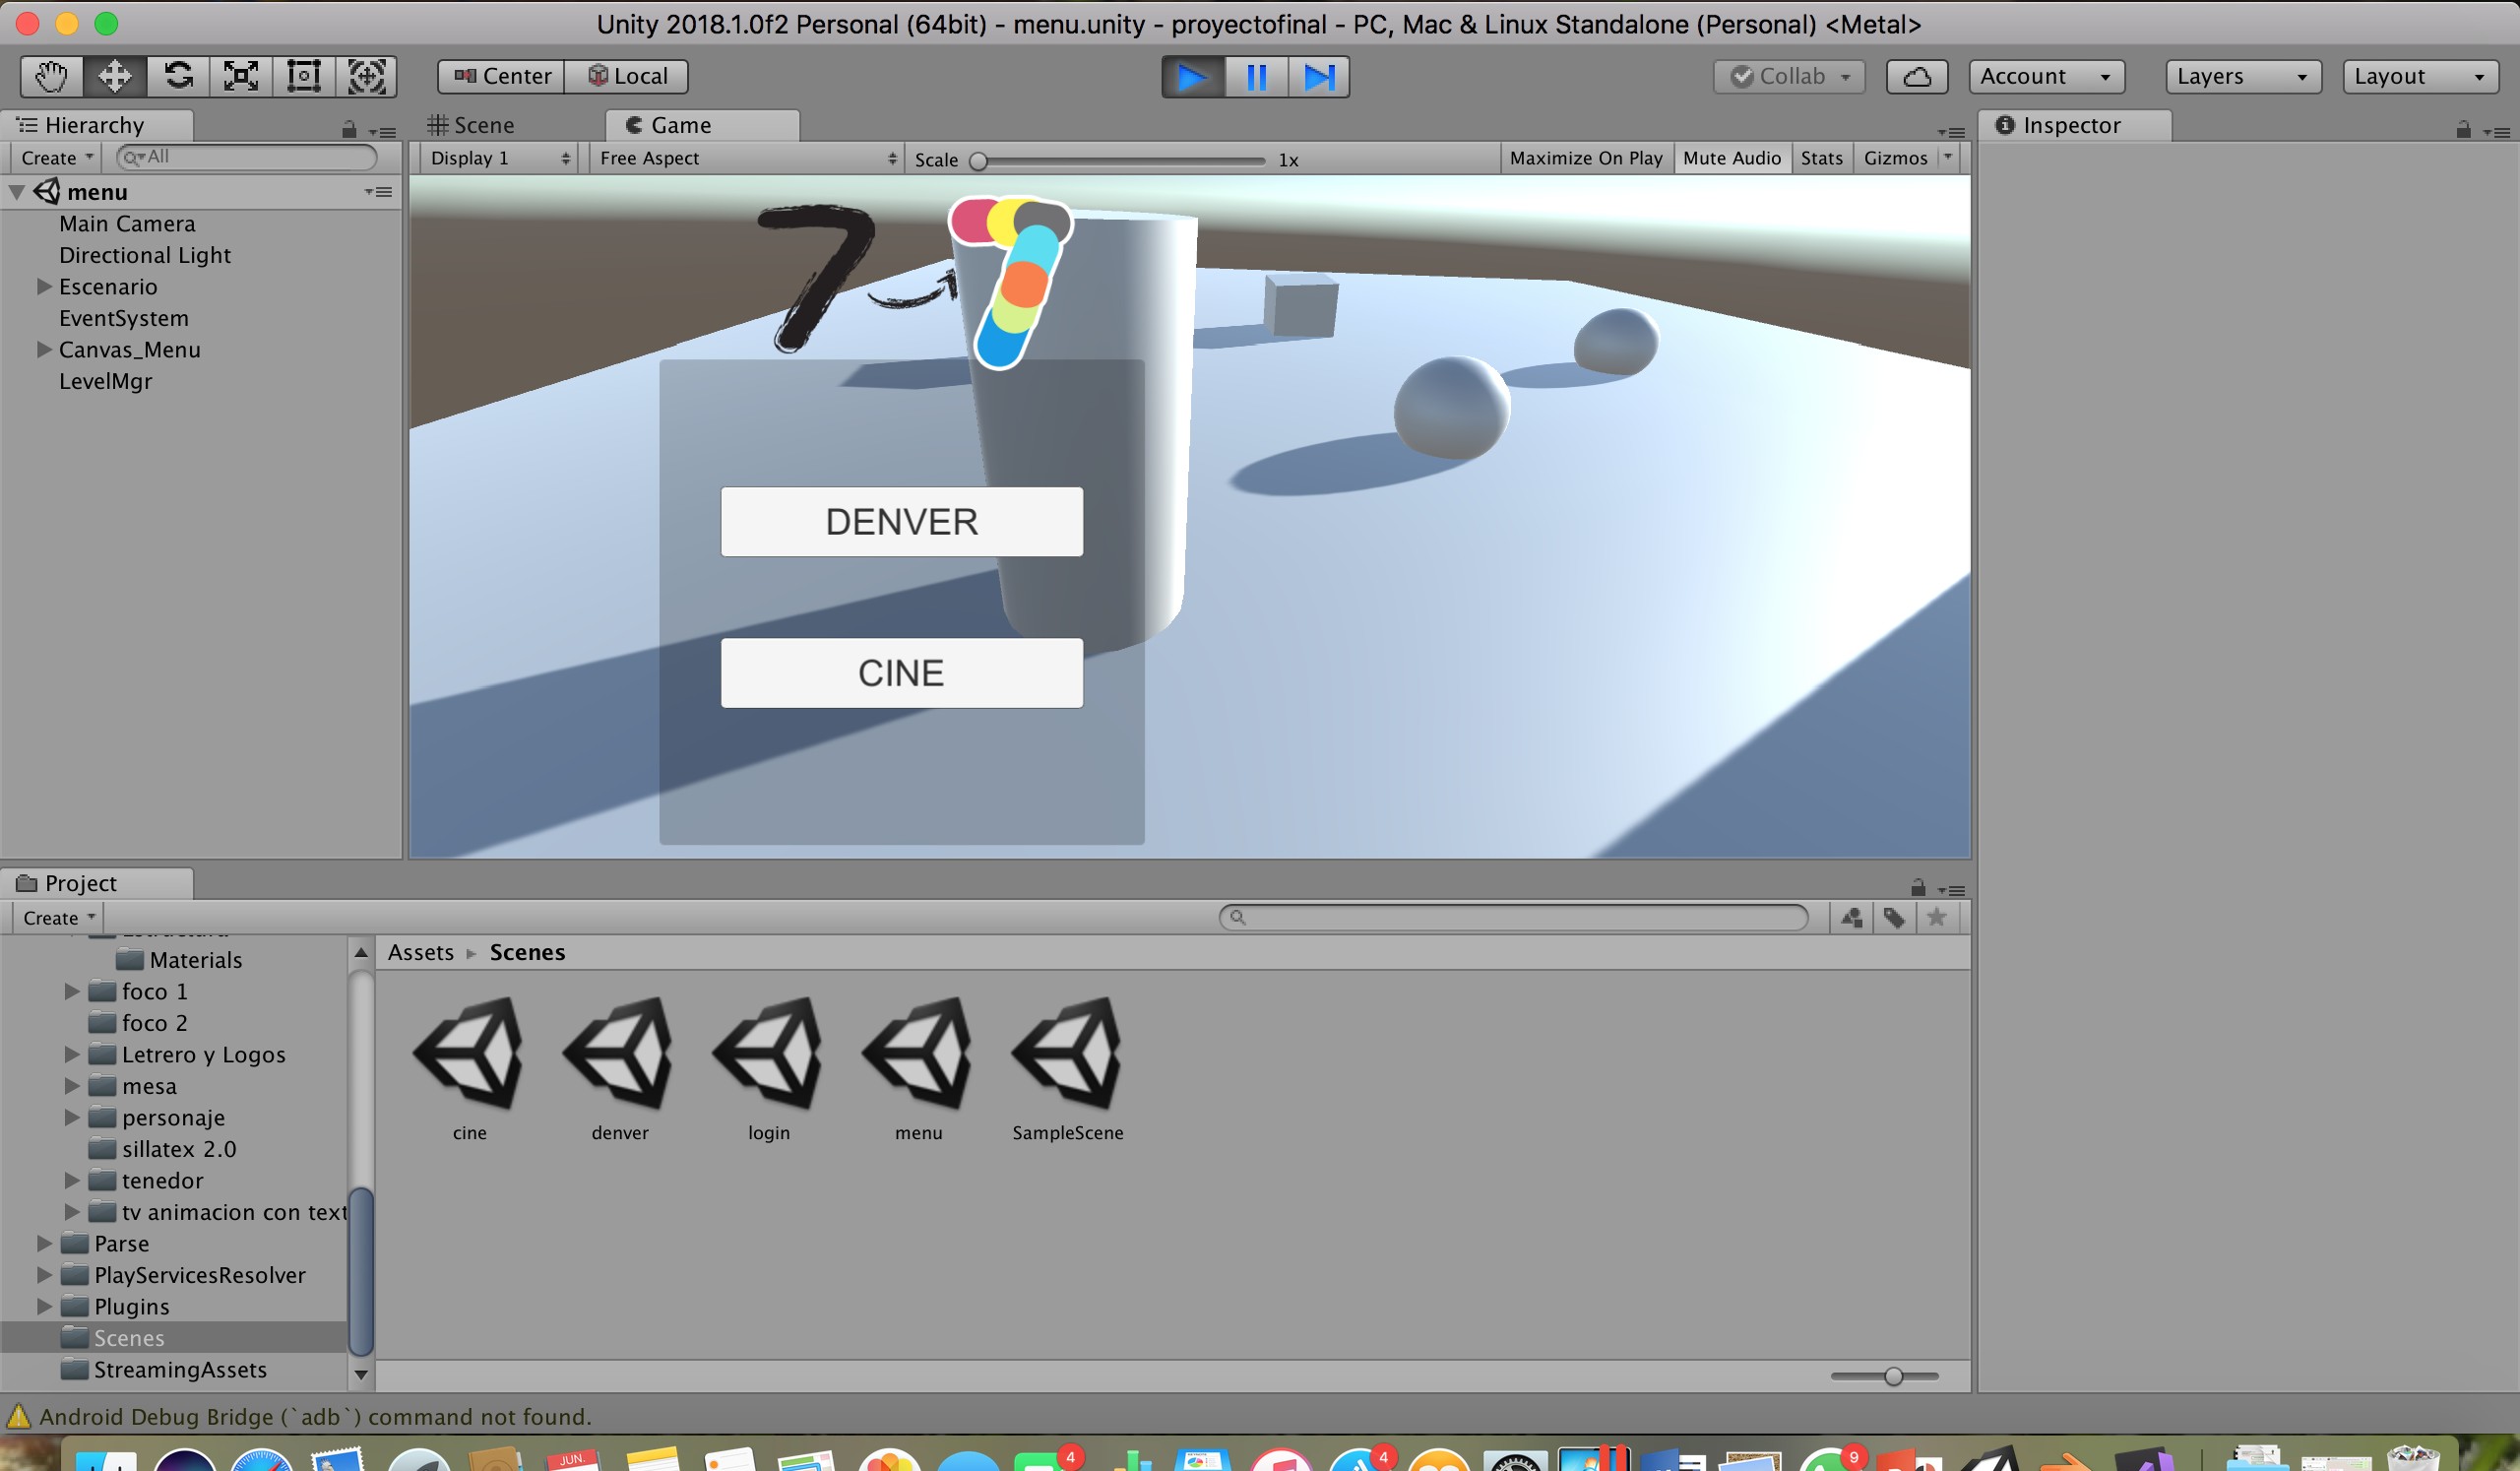 Unity 2018.1.0f2 Personal (64bit) - menu.unity - proyectofinal - PC, Mac & Linux Standalone (Personal) <Metal>
Center
Local
Collab
Account
Layers
Layout
Hierarchy
Scene
Game
Inspector
Create
All
Display 1
Free Aspect
Scale
1x
Maximize On Play
Mute Audio
Stats
Gizmos
menu
Main Camera
Directional Light
Escenario
EventSystem
Canvas_Menu
LevelMgr
DENVER
CINE
Project
Create
Assets
Scenes
Materials
foco 1
foco 2
Letrero y Logos
mesa
personaje
sillatex 2.0
tenedor
tv animacion con text
Parse
PlayServicesResolver
Plugins
Scenes
StreamingAssets
cine
denver
login
menu
SampleScene
Android Debug Bridge (`adb`) command not found.
JUN.
4
4
9